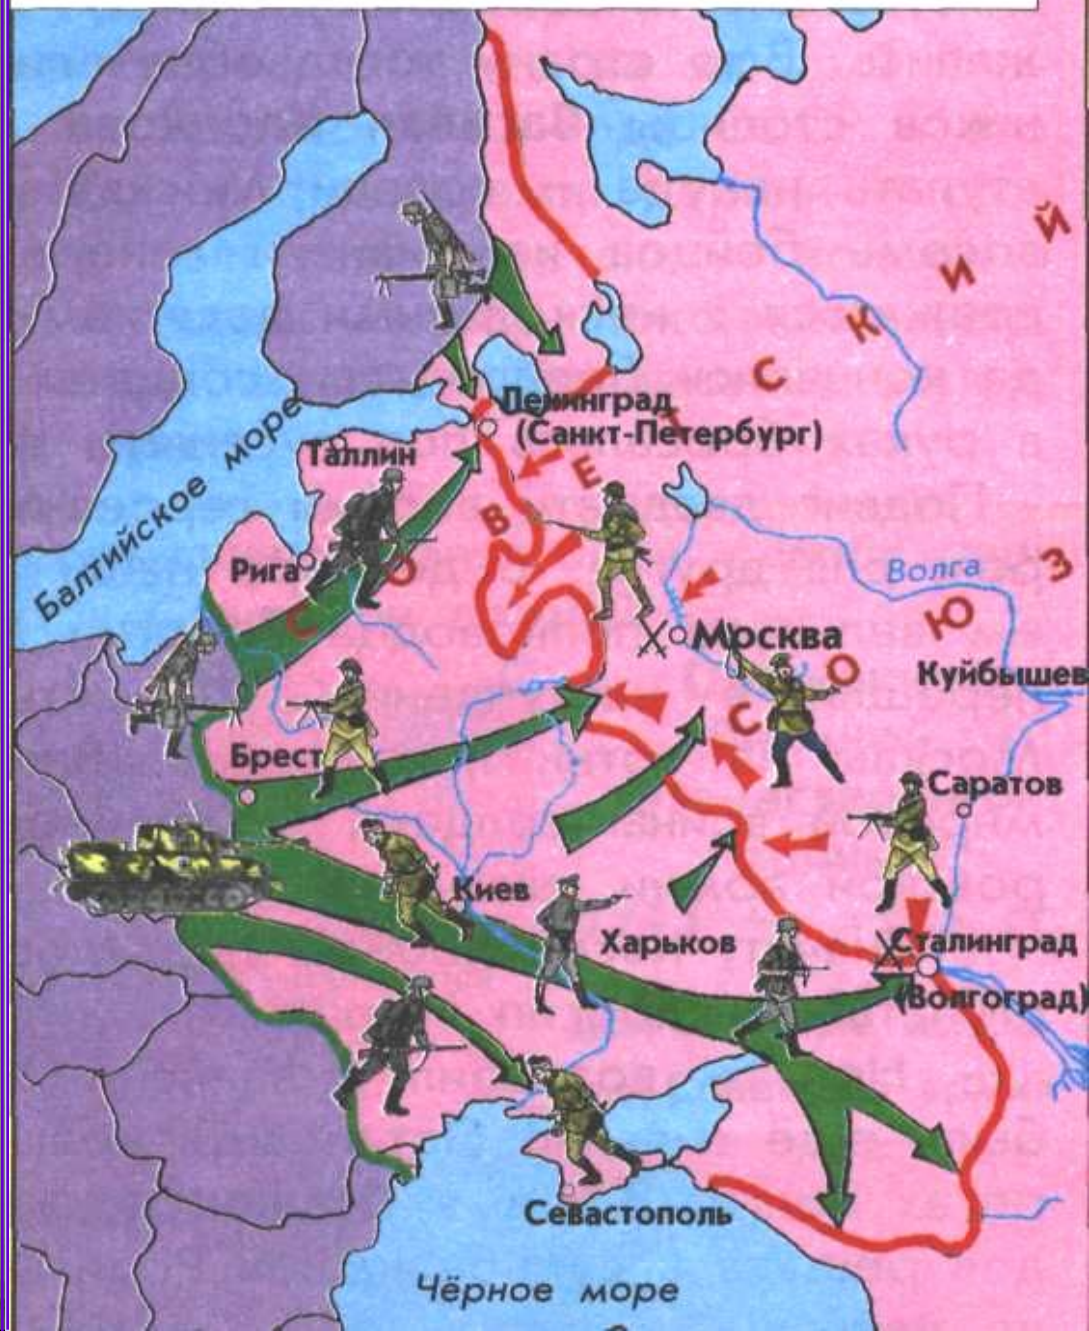 Ленинград
(Санкт-Петербург)
Таллин
Балтийское море
Рига
Волга
Москва
Куйбышев
СОВЕТСКИЙ
СОЮЗ
Брест
Саратов
Киев
Харьков
Сталинград
(Волгоград)
Севастополь
Чёрное море